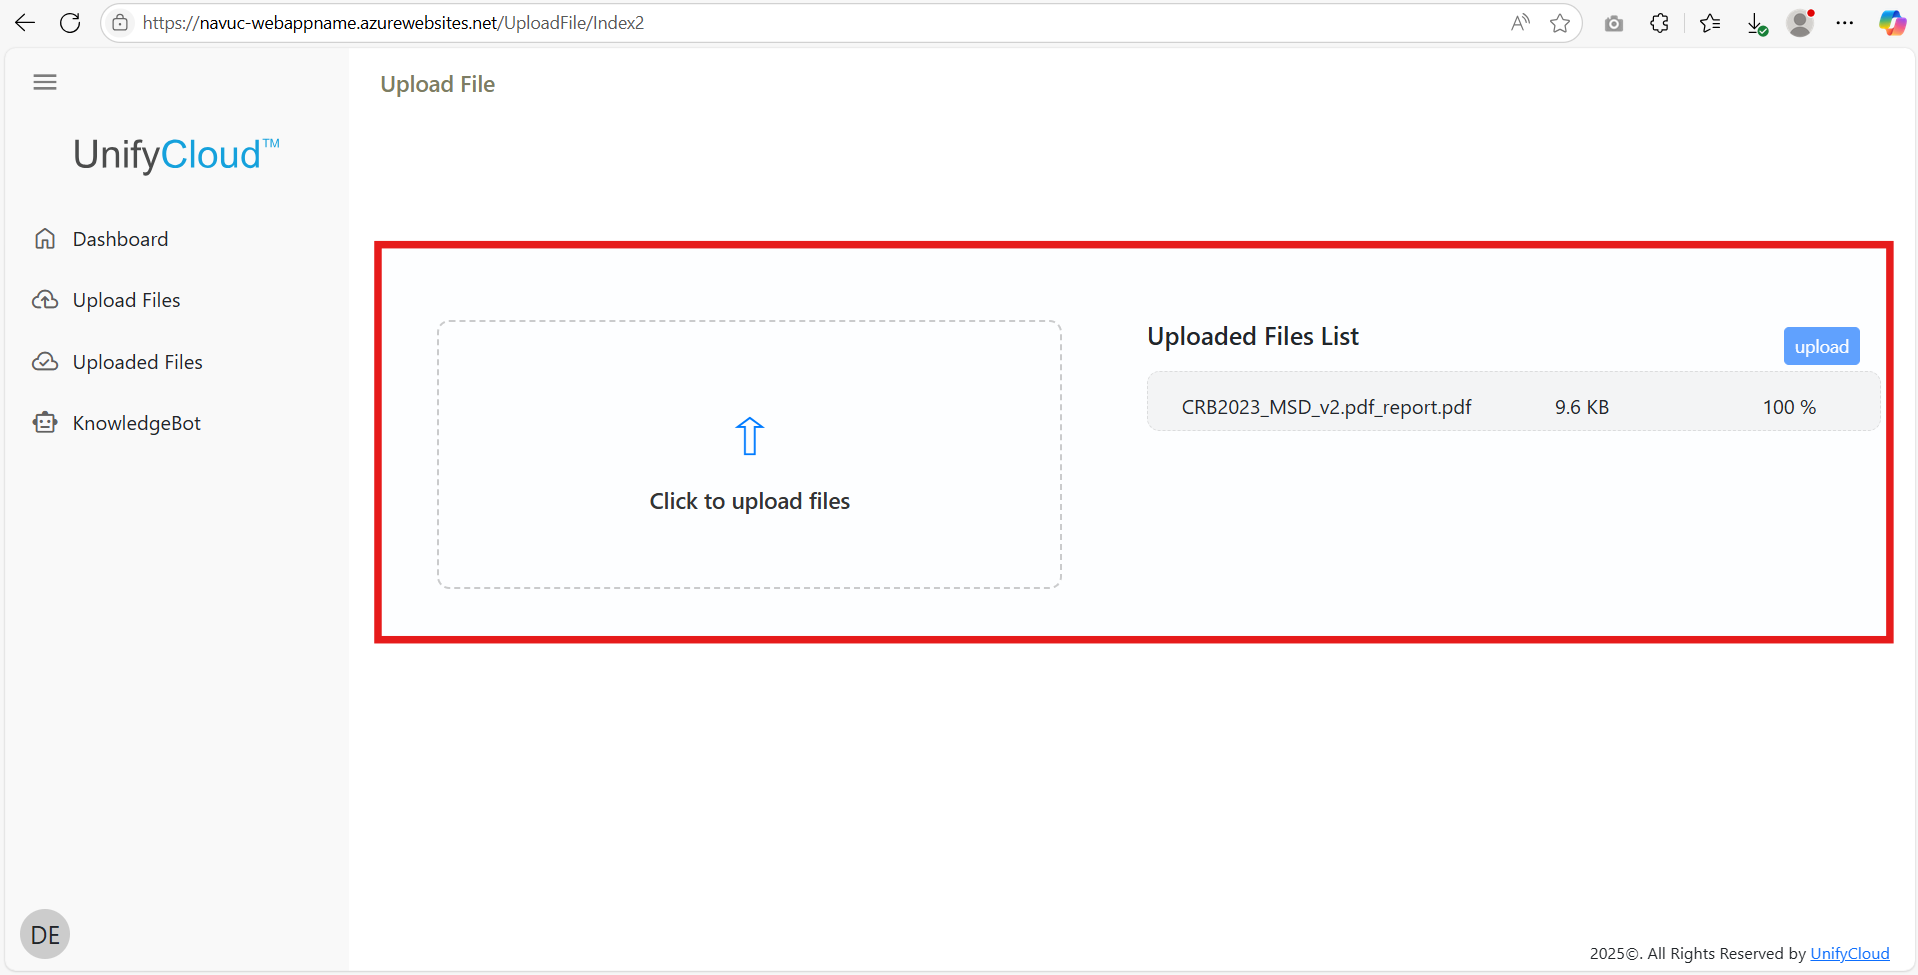 https://navuc-webappname.azurewebsites.net/UploadFile/Index2
Upload File
UnifyCloud™
Dashboard
Upload Files
Uploaded Files
KnowledgeBot
Click to upload files
Uploaded Files List
upload
CRB2023_MSD_v2.pdf_report.pdf 9.6 KB 100 %
DE
2025©. All Rights Reserved by UnifyCloud